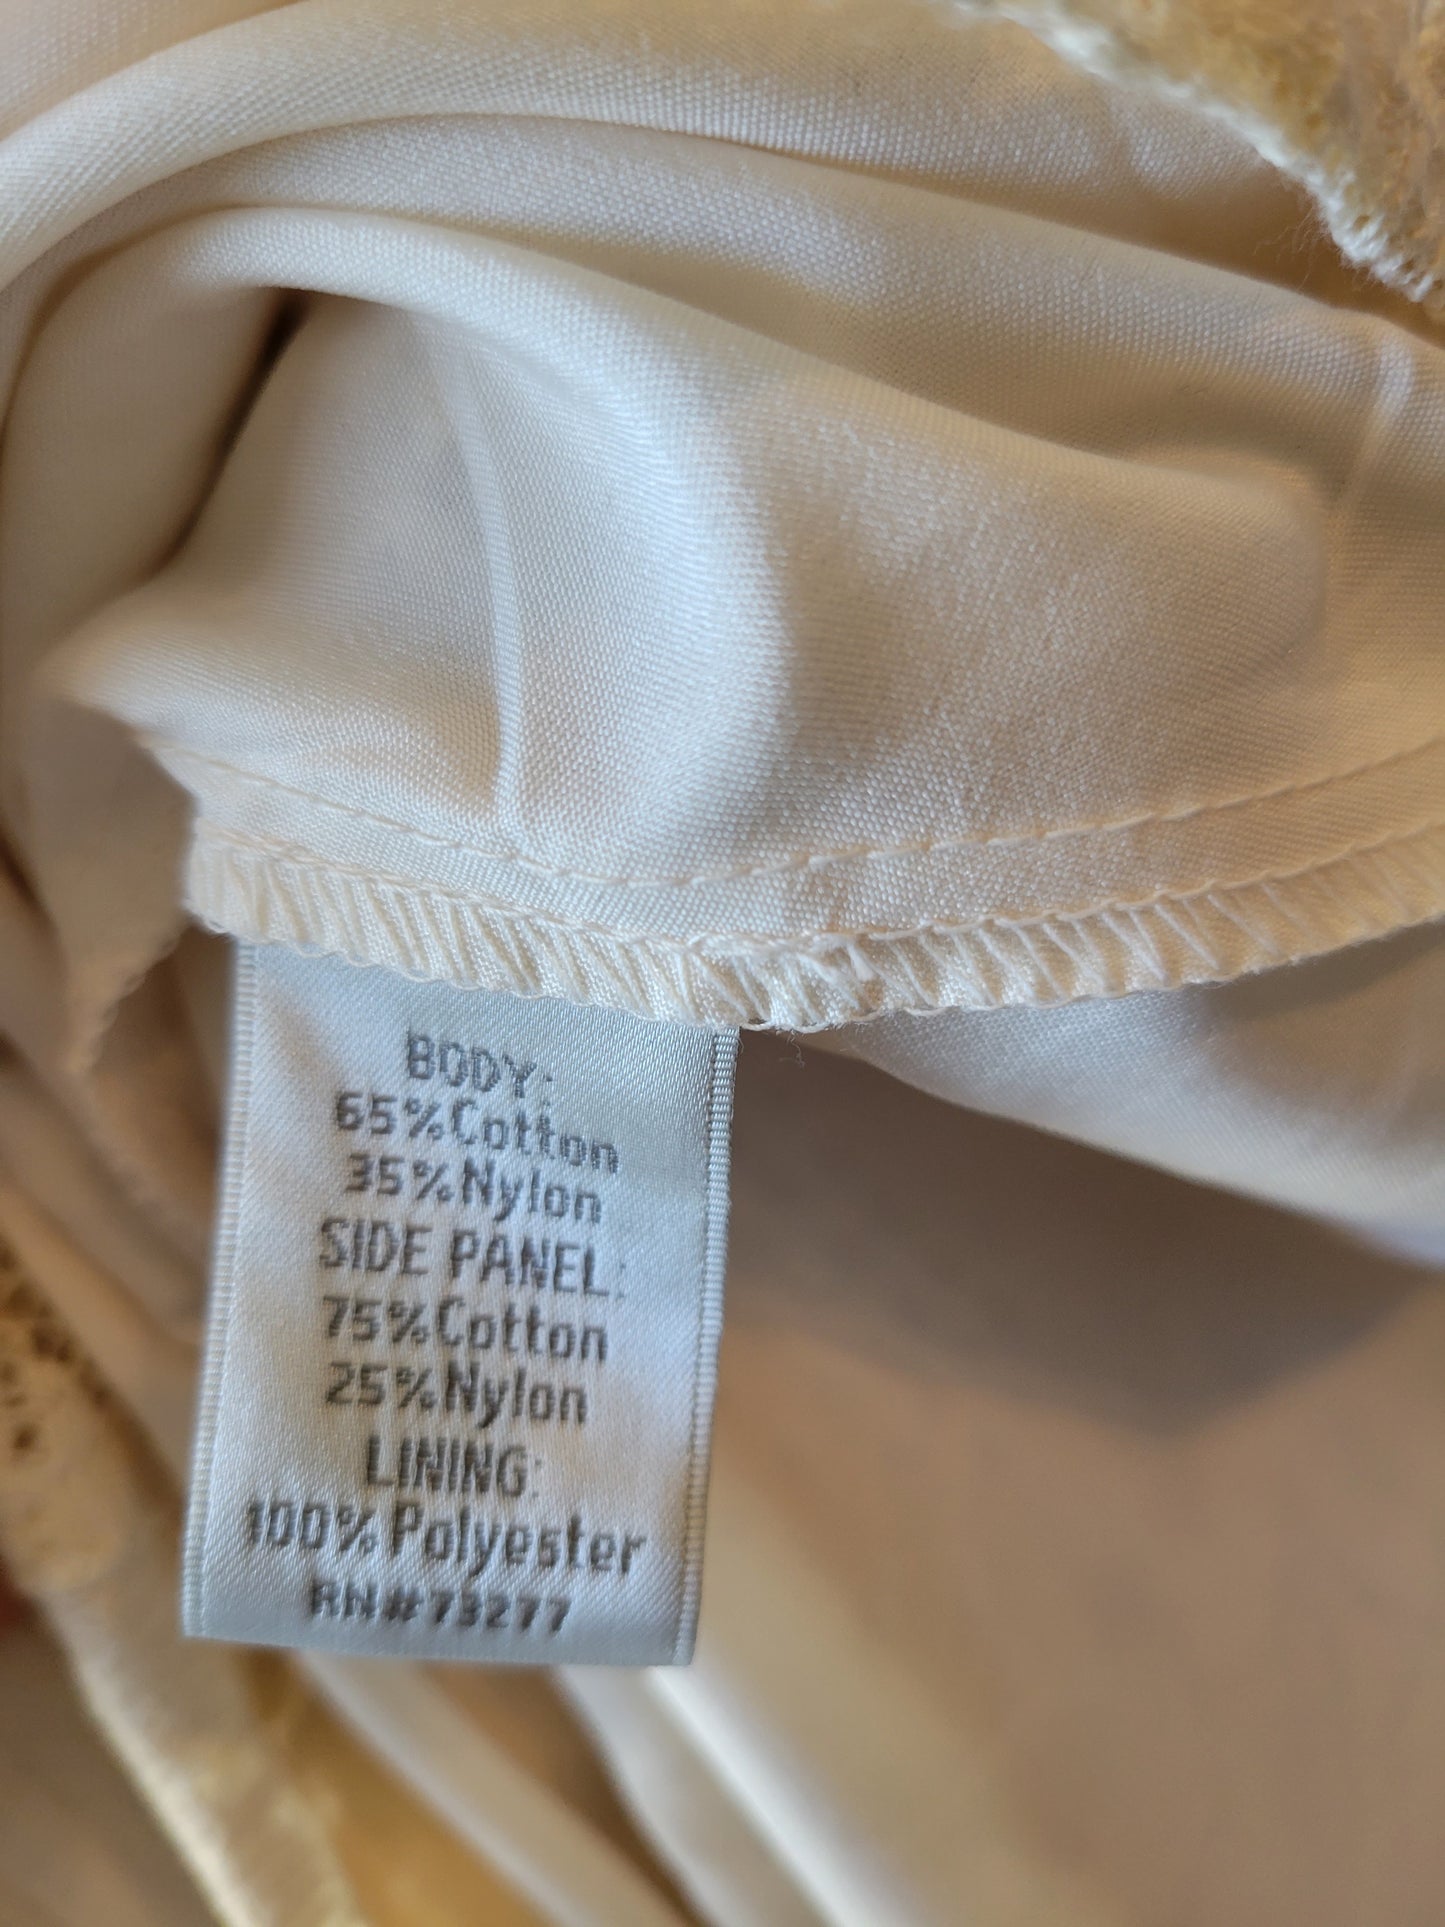 BODY:
65%Cotton
35%Nylon
SIDE PANEL:
75%Cotton
25%Nylon
LINING:
100%Polyester
RN#73277